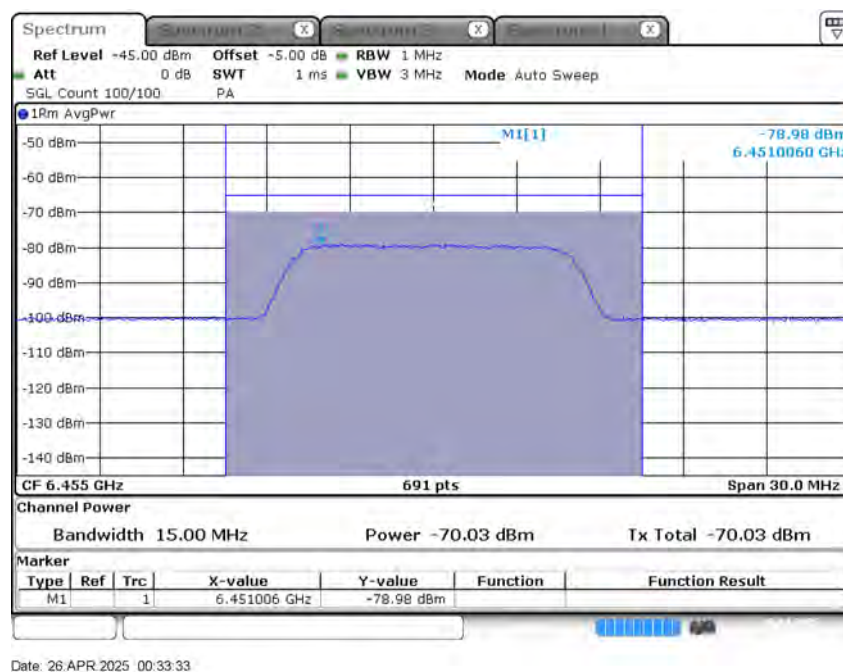 Spectrum X X X
Ref Level -45.00 dBm Offset -5.00 dB RBW 1 MHz
Att 0 dB SWT 1 ms VBW 3 MHz Mode Auto Sweep
SGL Count 100/100 PA
1Rm AvgPwr
M1[1] -78.98 dBm
6.4510060 GHz
-50 dBm
-60 dBm
-70 dBm
-80 dBm
-90 dBm
-100 dBm
-110 dBm
-120 dBm
-130 dBm
-140 dBm
CF 6.455 GHz 691 pts Span 30.0 MHz
Channel Power
Bandwidth 15.00 MHz Power -70.03 dBm Tx Total -70.03 dBm
Marker
Type Ref Trc X-value Y-value Function Function Result
M1 1 6.451006 GHz -78.98 dBm
Date: 26.APR.2025 00:33:33